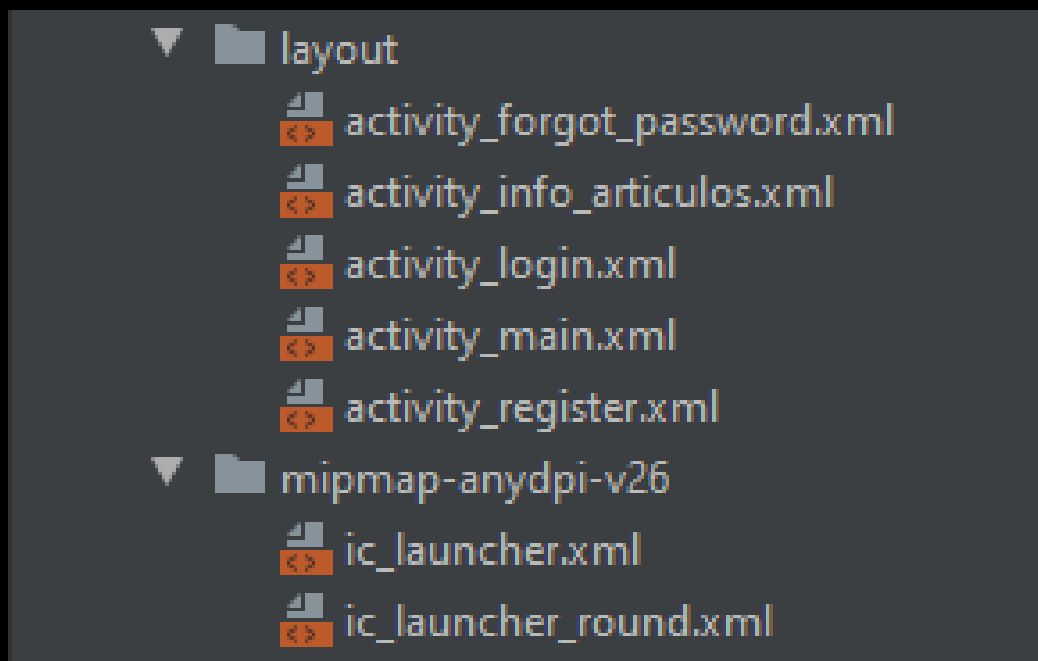 layout
activity_forgot_password.xml
activity_info_articulos.xml
activity_login.xml
activity_main.xml
activity_register.xml
mipmap-anydpi-v26
ic_launcher.xml
ic_launcher_round.xml